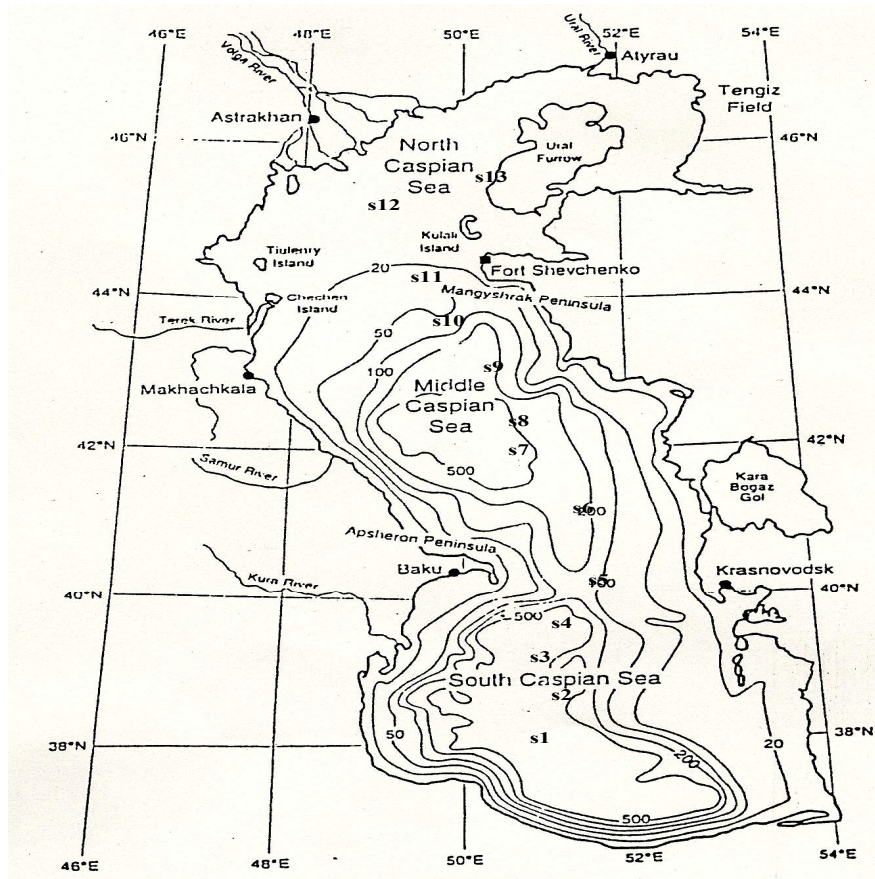 46°E
48°E
50°E
52°E
54°E
Ural River
Volga River
Atyrau
Tengiz
Field
Astrakhan
46°N
46°N
North
Caspian
Sea
Ural
Furrow
s13
s12
Kulali
Island
Tiulenry
Island
20
s11
Fort Shevchenko
44°N
Chechen
Island
Mangyshrak Peninsula
44°N
Terek River
50
s10
100
s9
Makhachkala
Middle
Caspian
Sea
s8
42°N
s7
42°N
Samur River
500
Kara
Bogaz
Gol
s6
200
Apsheron Peninsula
Baku
Krasnovodsk
Kura River
s5
40°N
40°N
500
s4
s3
South Caspian Sea
s2
50
s1
20
38°N
38°N
200
500
46°E
48°E
50°E
52°E
54°E